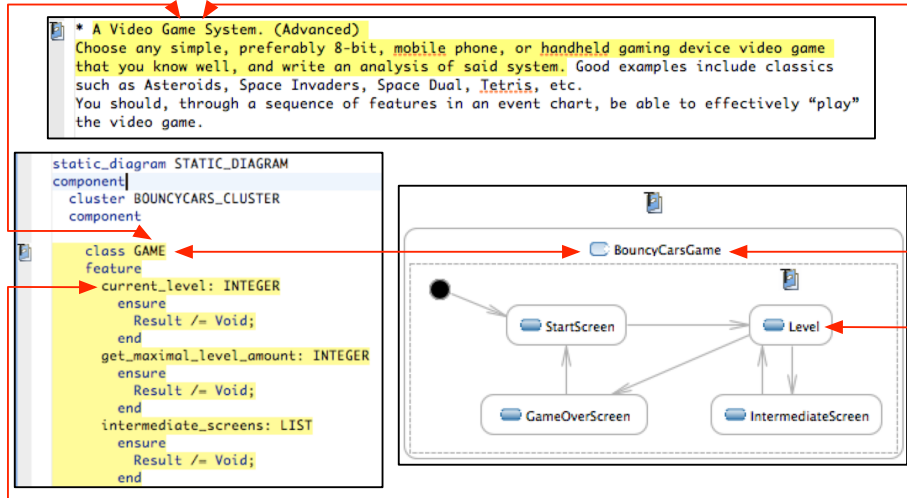 * A Video Game System. (Advanced)
Choose any simple, preferably 8-bit, mobile phone, or handheld gaming device video game
that you know well, and write an analysis of said system. Good examples include classics
such as Asteroids, Space Invaders, Space Dual, Tetris, etc.
You should, through a sequence of features in an event chart, be able to effectively “play”
the video game.
static_diagram STATIC_DIAGRAM
component
cluster BOUNCYCARS_CLUSTER
component
class GAME
feature
current_level: INTEGER
ensure
Result /= Void;
end
get_maximal_level_amount: INTEGER
ensure
Result /= Void;
end
intermediate_screens: LIST
ensure
Result /= Void;
end
BouncyCarsGame
StartScreen
Level
GameOverScreen
IntermediateScreen